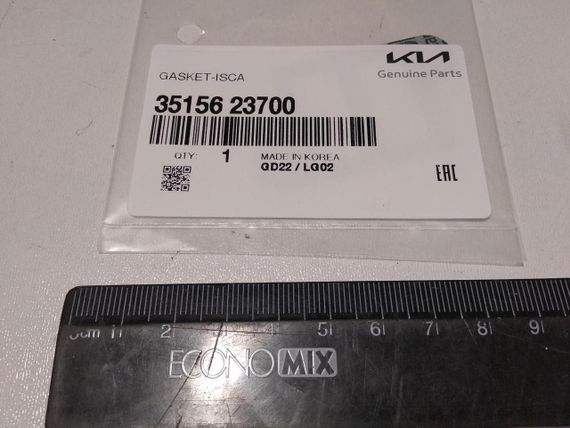 KIA
Genuine Parts
GASKET-ISCA
35156 23700
QTY: 1 MADE IN KOREA
GD22 / LG02
EAC
0cm 1 2 3 4 5 6 7 8 9
ECONOMIX